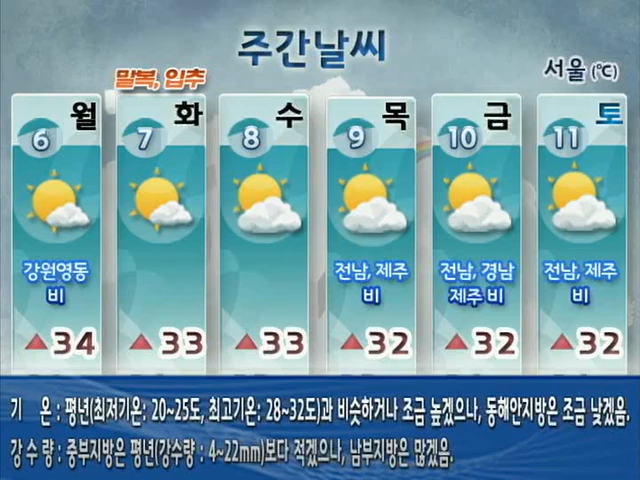 주간날씨
서울 (℃)
말복, 입추
월 화 수 목 금 토
6 7 8 9 10 11
강원영동 비
전남, 제주 비
전남, 경남 제주 비
전남, 제주 비
▲34 ▲33 ▲33 ▲32 ▲32 ▲32
기 온 : 평년(최저기온: 20~25도, 최고기온: 28~32도)과 비슷하거나 조금 높겠으나, 동해안지방은 조금 낮겠음.
강 수 량 : 중부지방은 평년(강수량 : 4~22mm)보다 적겠으나, 남부지방은 많겠음.